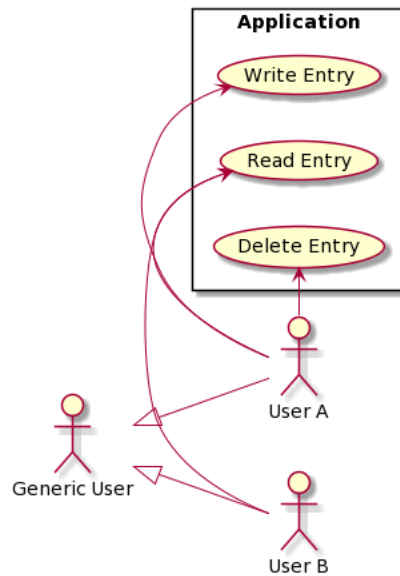 Application
Write Entry
Read Entry
Delete Entry
User A
Generic User
User B